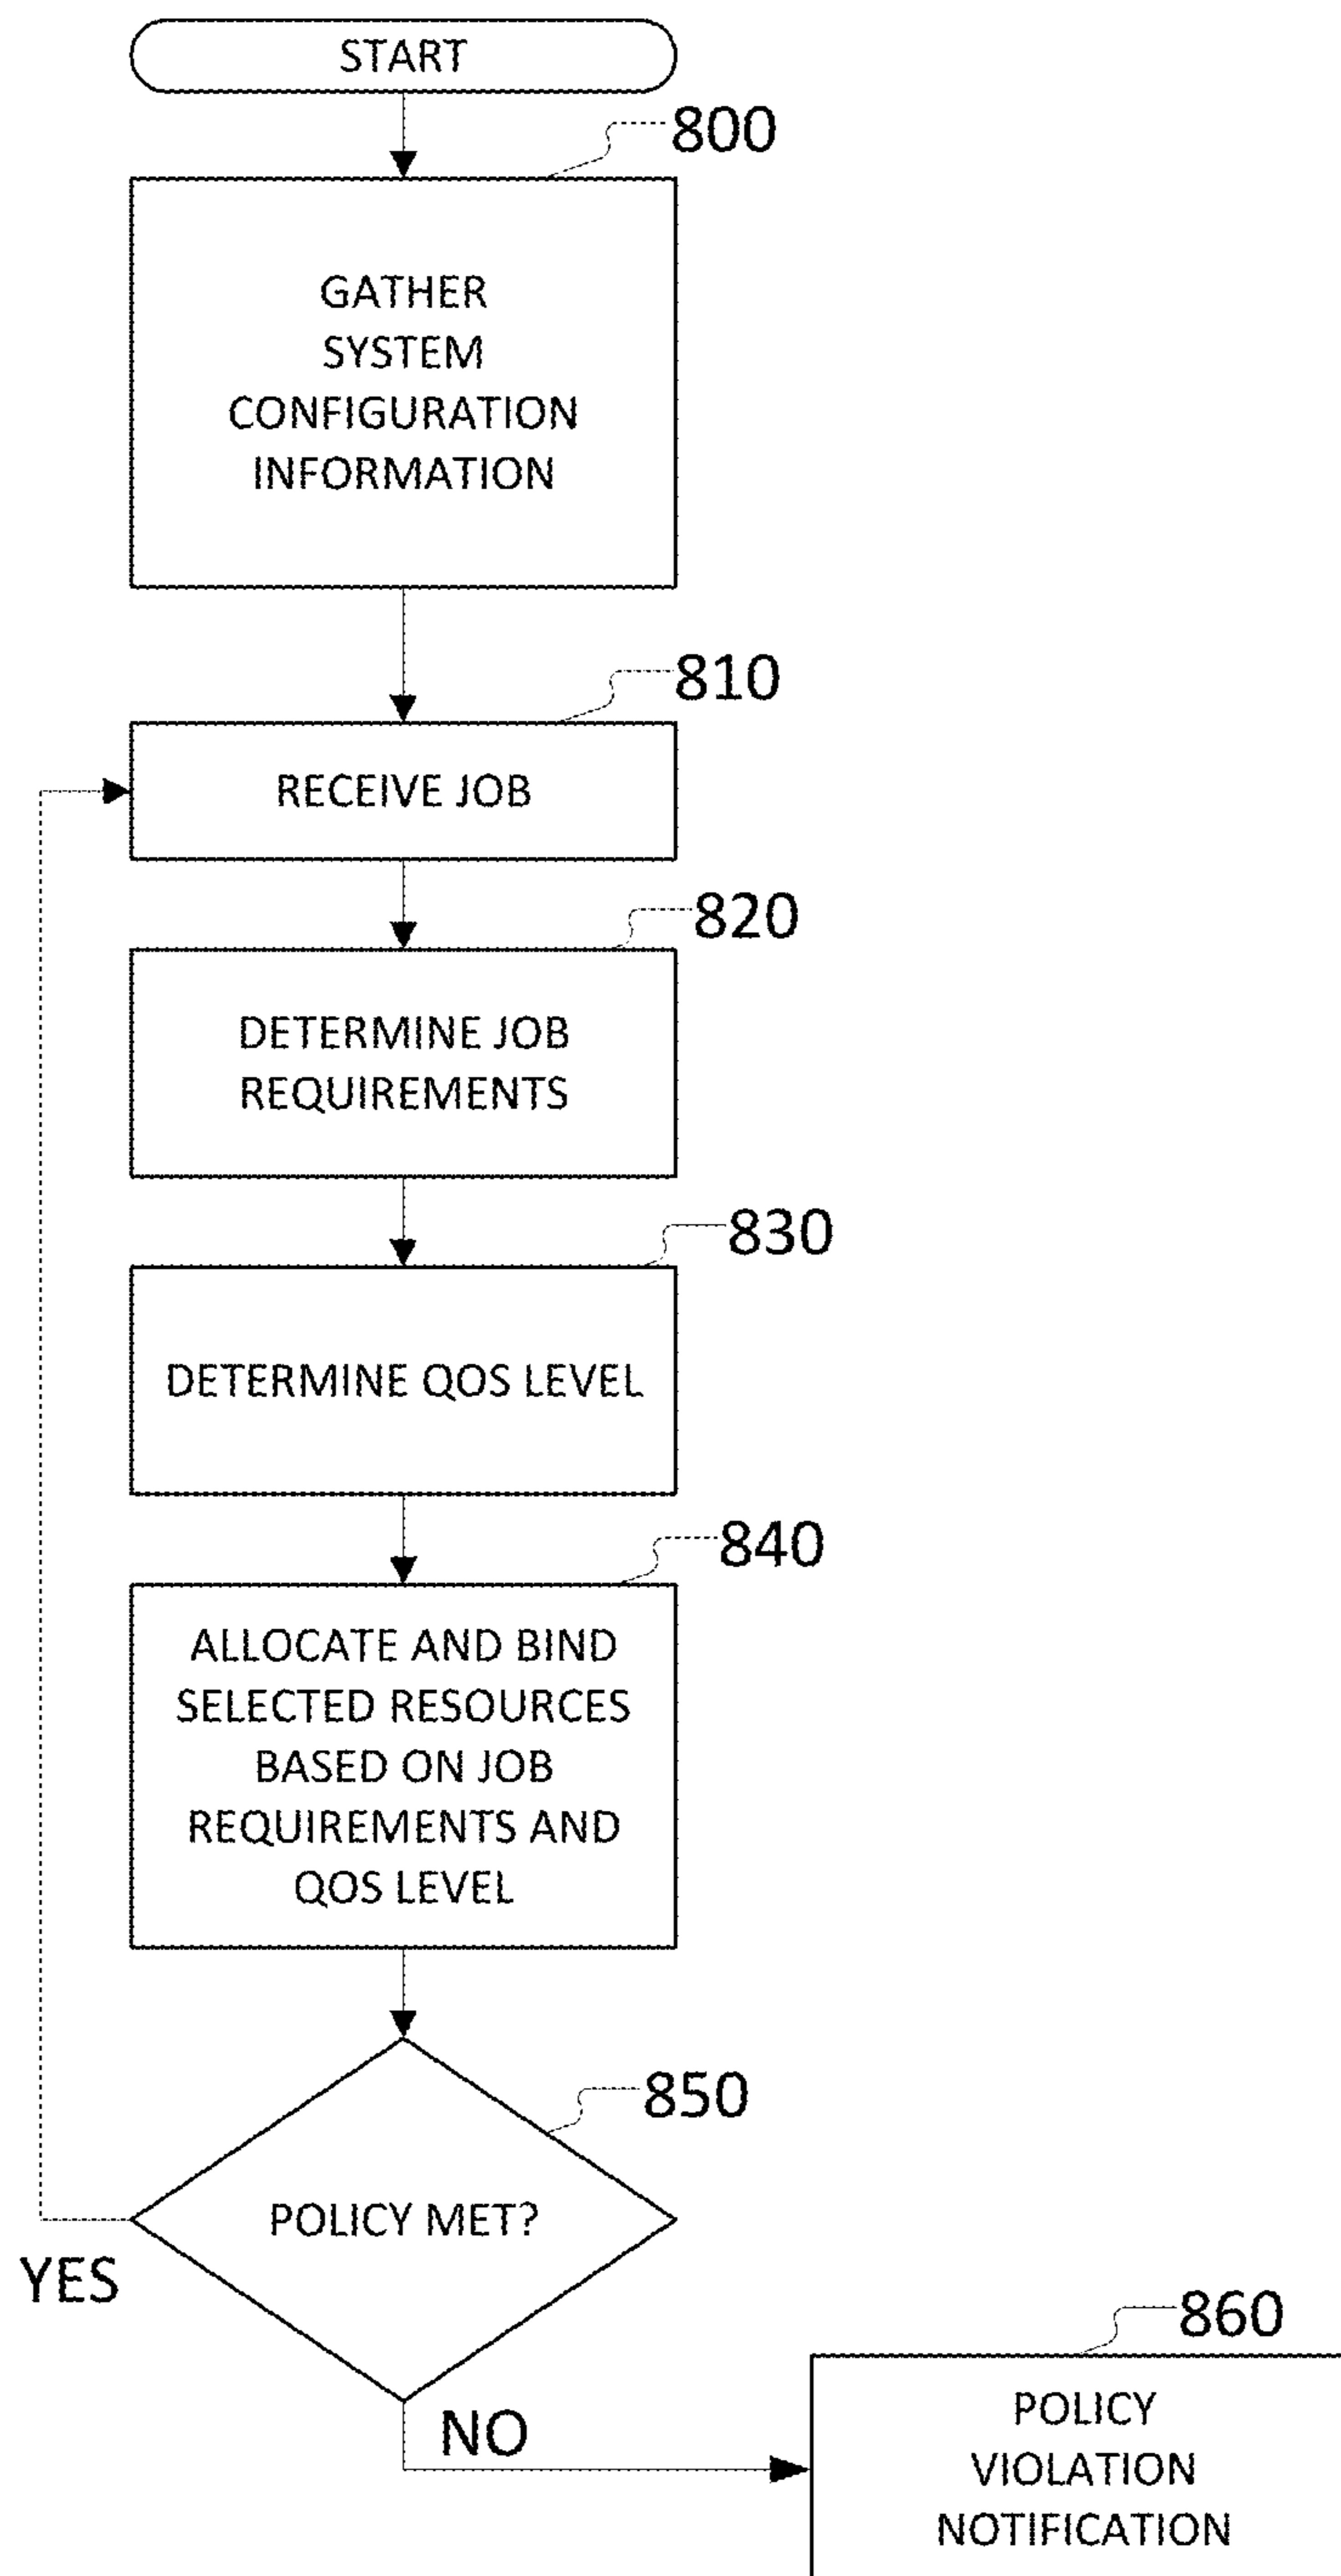 START
800
GATHER
SYSTEM
CONFIGURATION
INFORMATION
810
RECEIVE JOB
820
DETERMINE JOB
REQUIREMENTS
830
DETERMINE QOS LEVEL
840
ALLOCATE AND BIND
SELECTED RESOURCES
BASED ON JOB
REQUIREMENTS AND
QOS LEVEL
850
POLICY MET?
YES
NO
860
POLICY
VIOLATION
NOTIFICATION